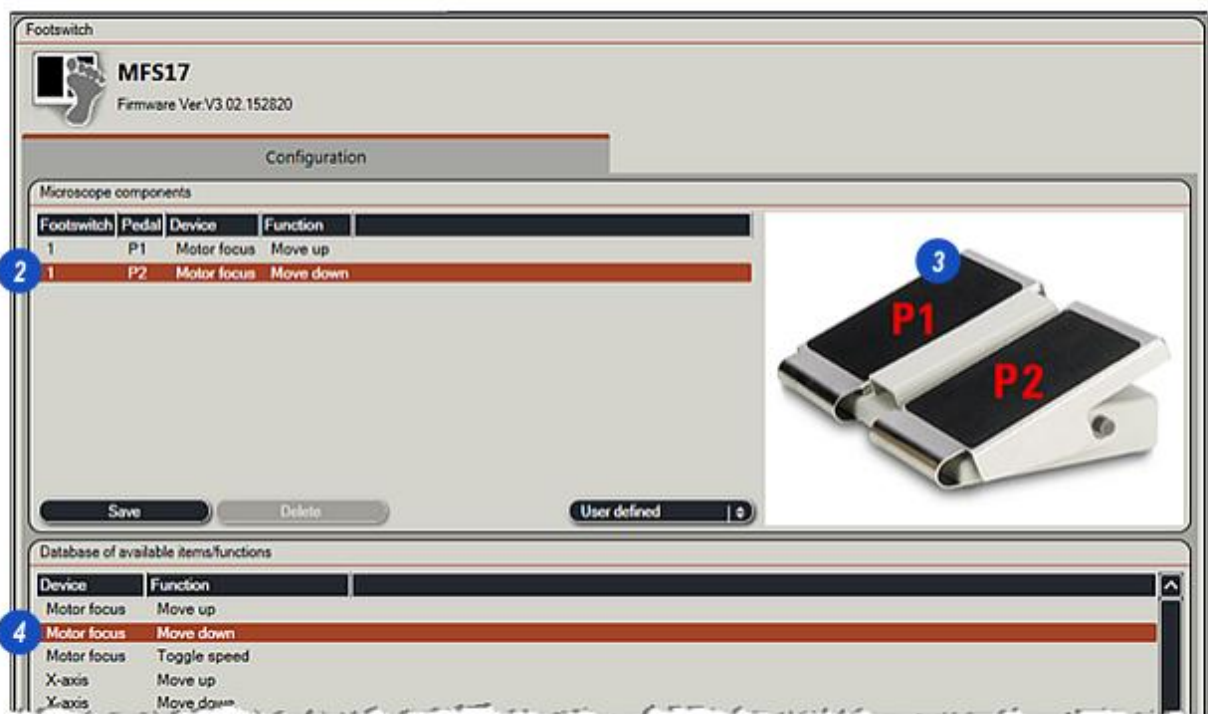 Footswitch
MFS17
Firmware Ver:V3.02.152820
Configuration
Microscope components
Footswitch Pedal Device Function
1 P1 Motor focus Move up
2 1 P2 Motor focus Move down
3
P1
P2
Save Delete User defined
Database of available items/functions
Device Function
Motor focus Move up
4 Motor focus Move down
Motor focus Toggle speed
X-axis Move up
X-axis Move down